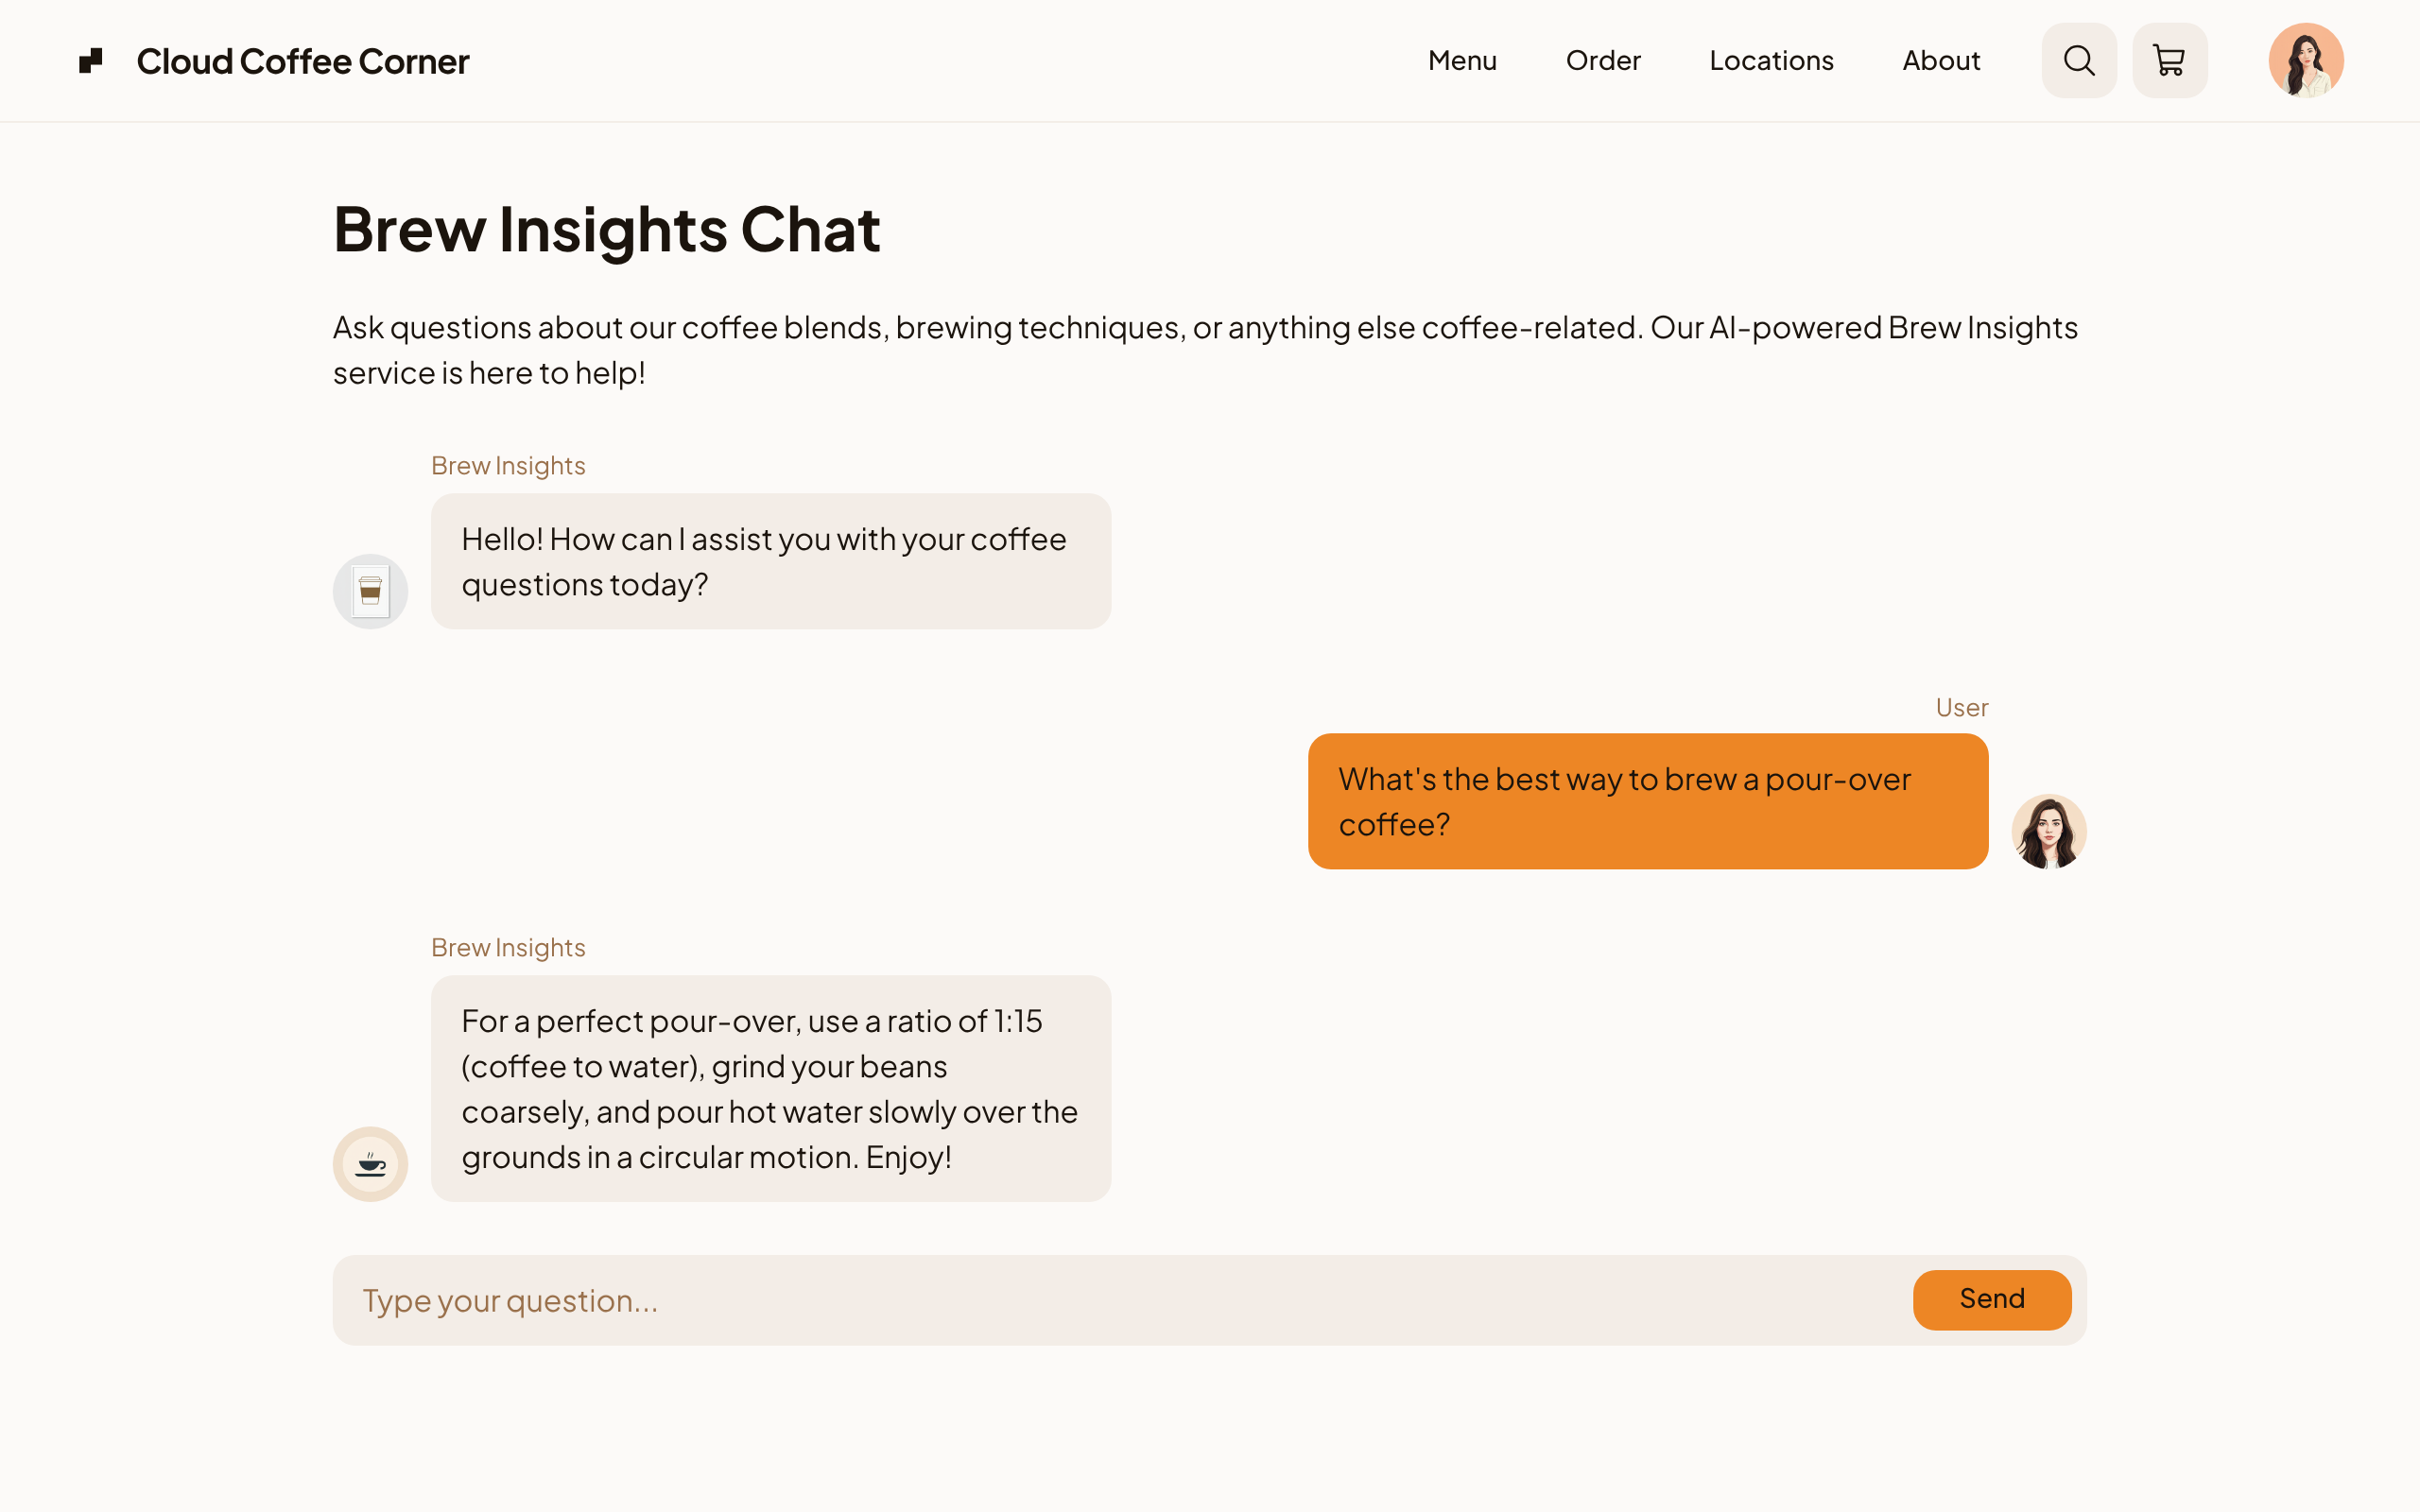 Cloud Coffee Corner
Menu
Order
Locations
About
Brew Insights Chat
Ask questions about our coffee blends, brewing techniques, or anything else coffee-related. Our AI-powered Brew Insights
service is here to help!
Brew Insights
Hello! How can I assist you with your coffee
questions today?
User
What's the best way to brew a pour-over
coffee?
Brew Insights
For a perfect pour-over, use a ratio of 1:15
(coffee to water), grind your beans
coarsely, and pour hot water slowly over the
grounds in a circular motion. Enjoy!
Type your question...
Send